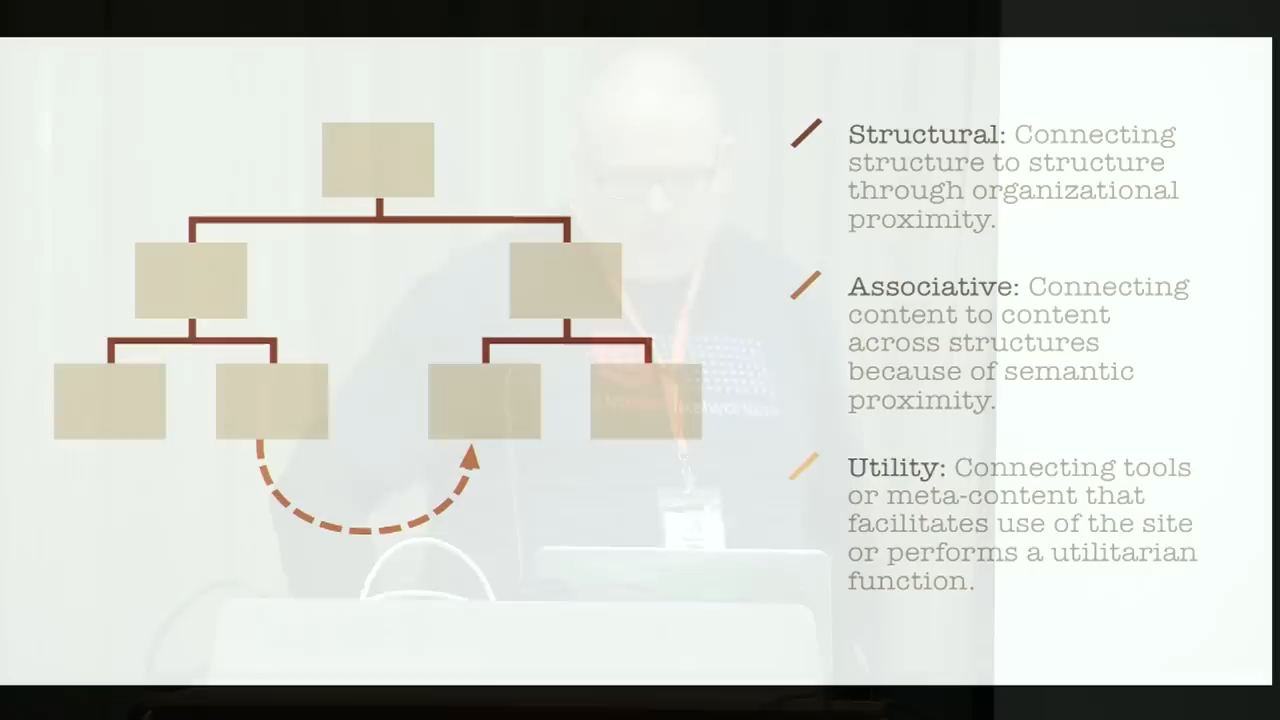 Structural: Connecting
structure to structure
through organizational
proximity.
Associative: Connecting
content to content
across structures
because of semantic
proximity.
Utility: Connecting tools
or meta-content that
facilitates use of the site
or performs a utilitarian
function.